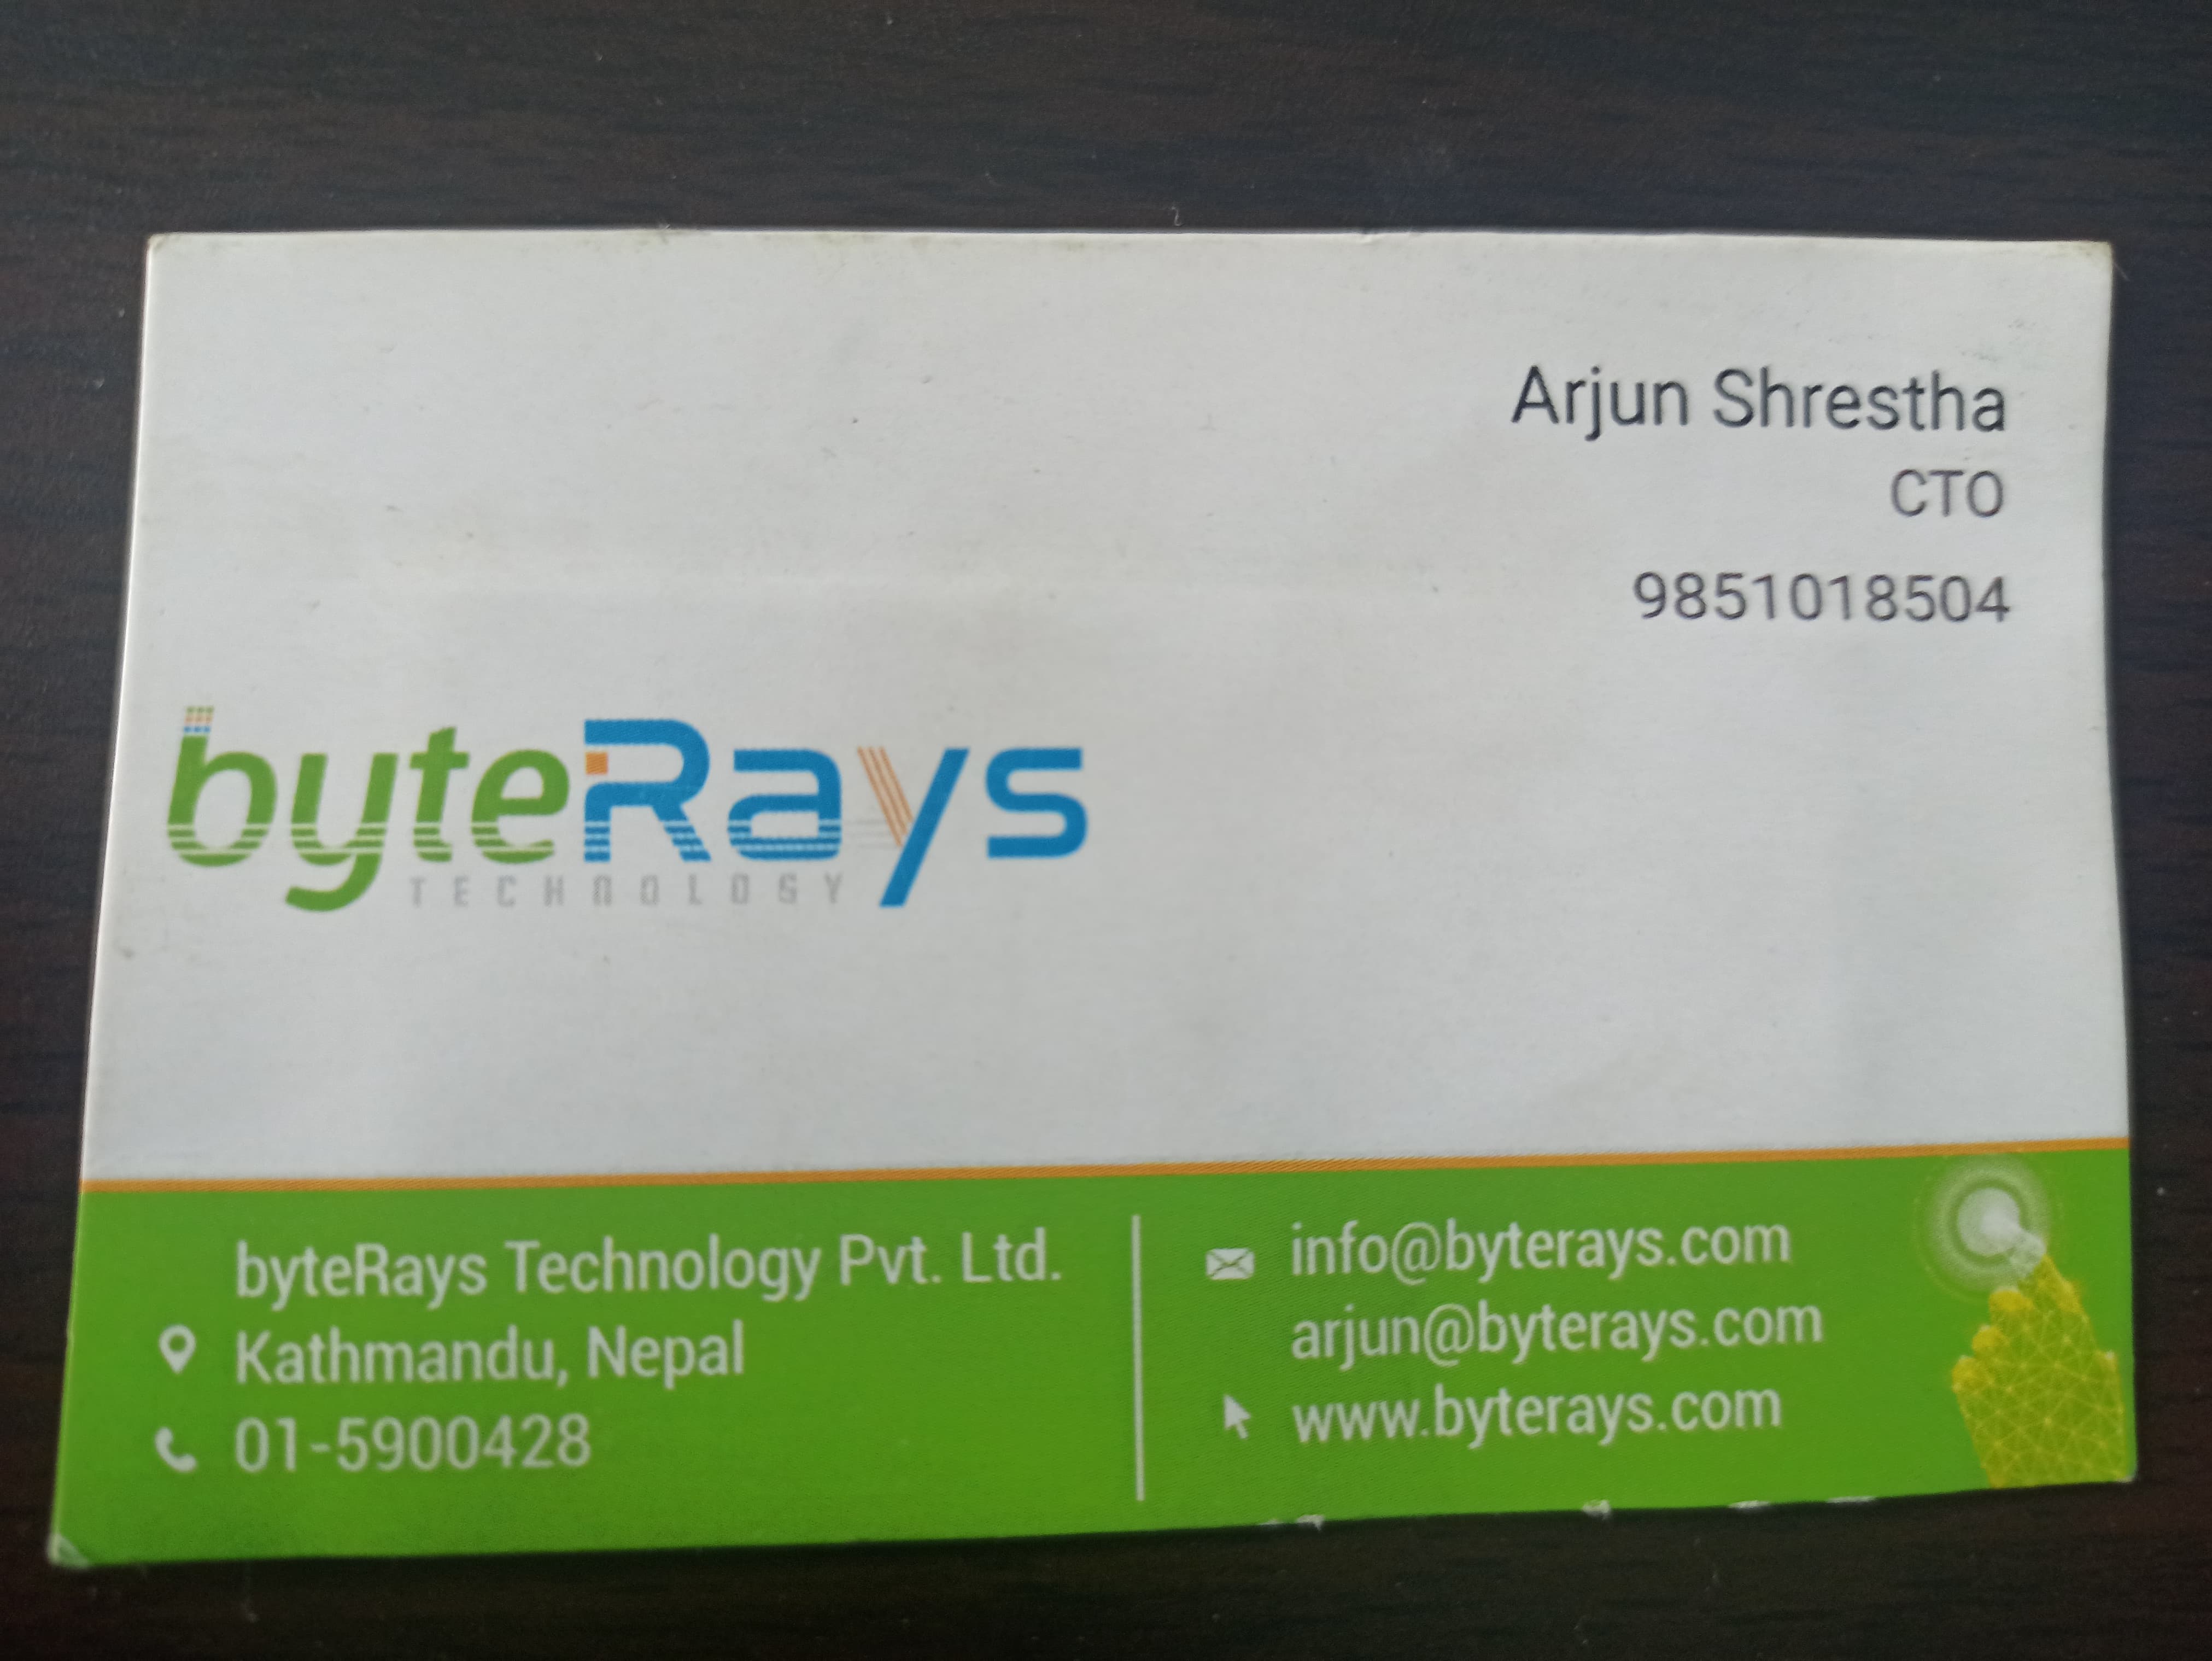 Arjun Shrestha
CTO
9851018504
byteRays
TECHNOLOGY
byteRays Technology Pvt. Ltd.
Kathmandu, Nepal
01-5900428
info@byterays.com
arjun@byterays.com
www.byterays.com